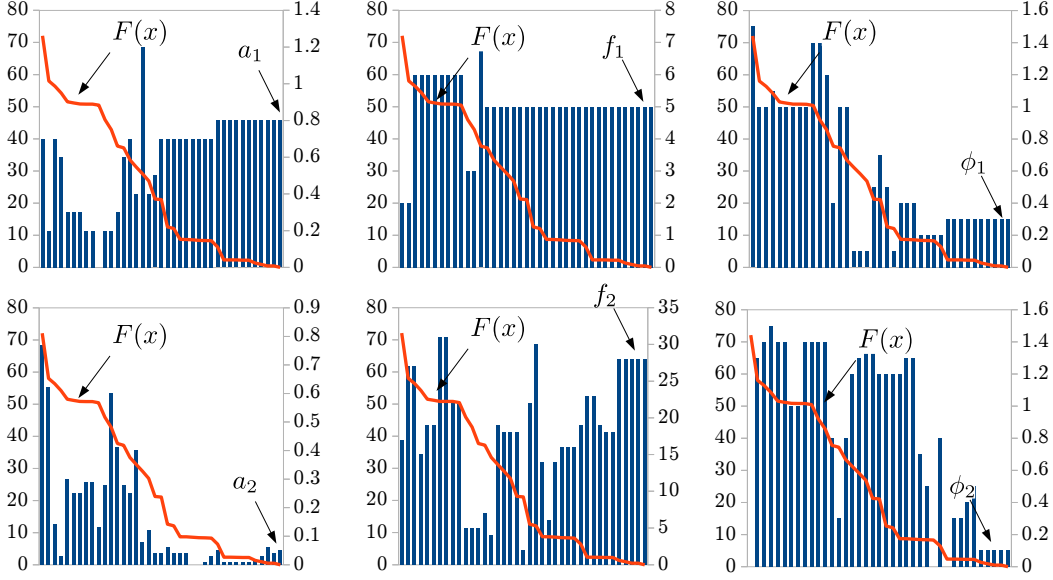 80 1.4 80 8 80 1.6
70 1.2 70 7 70 1.4
60 1 60 6 60 1.2
50 0.8 50 5 50 1
40 0.6 40 4 40 0.8
30 0.4 30 3 30 0.6
20 0.2 20 2 20 0.4
10 0 10 1 10 0.2
0 0 0 0 0
F(x) a₁ F(x) f₁ F(x) ϕ₁
80 0.9 80 35 80 1.6
70 0.8 70 30 70 1.4
60 0.7 60 25 60 1.2
50 0.6 50 20 50 1
40 0.5 40 15 40 0.8
30 0.4 30 10 30 0.6
20 0.3 20 5 20 0.4
10 0.2 10 0 10 0.2
0 0.1 0 0 0
0
F(x) a₂ F(x) f₂ F(x) ϕ₂